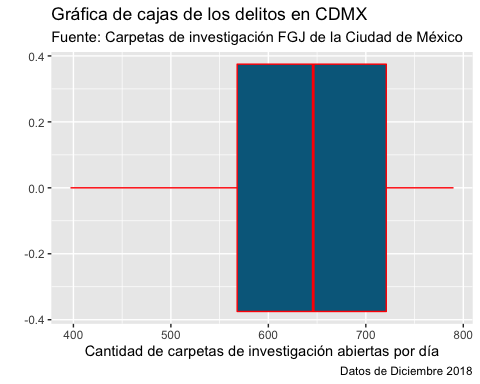 Gráfica de cajas de los delitos en CDMX
Fuente: Carpetas de investigación FGJ de la Ciudad de México
0.4
0.2
0.0
-0.2
-0.4
400 500 600 700 800
Cantidad de carpetas de investigación abiertas por día
Datos de Diciembre 2018